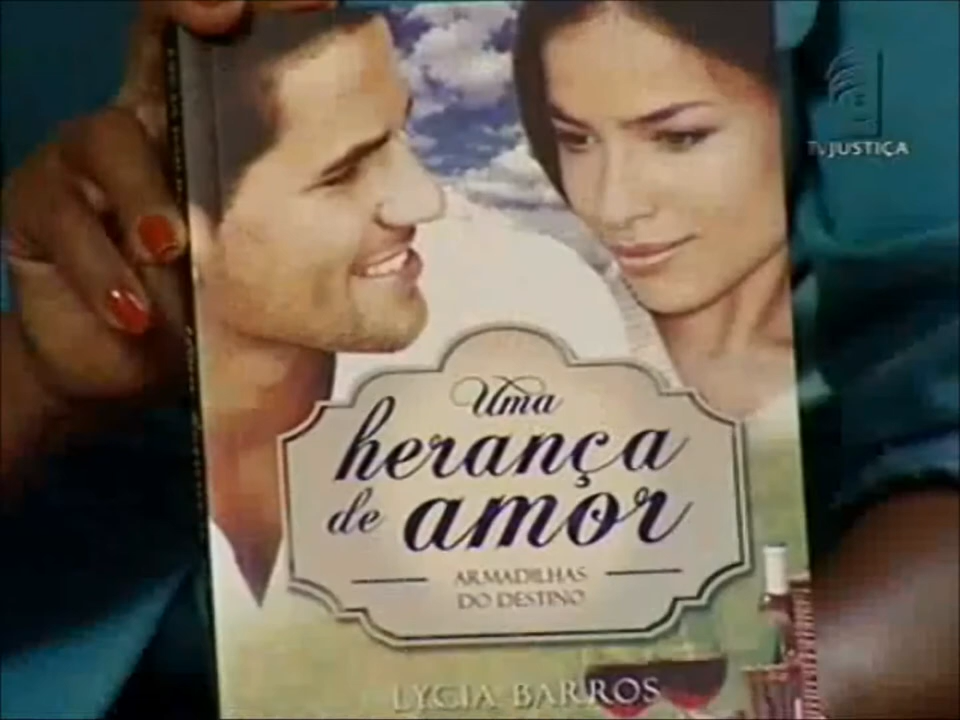 TV JUSTIÇA
Uma
herança
de amor
ARMADILHAS
DO DESTINO
LYCIA BARROS